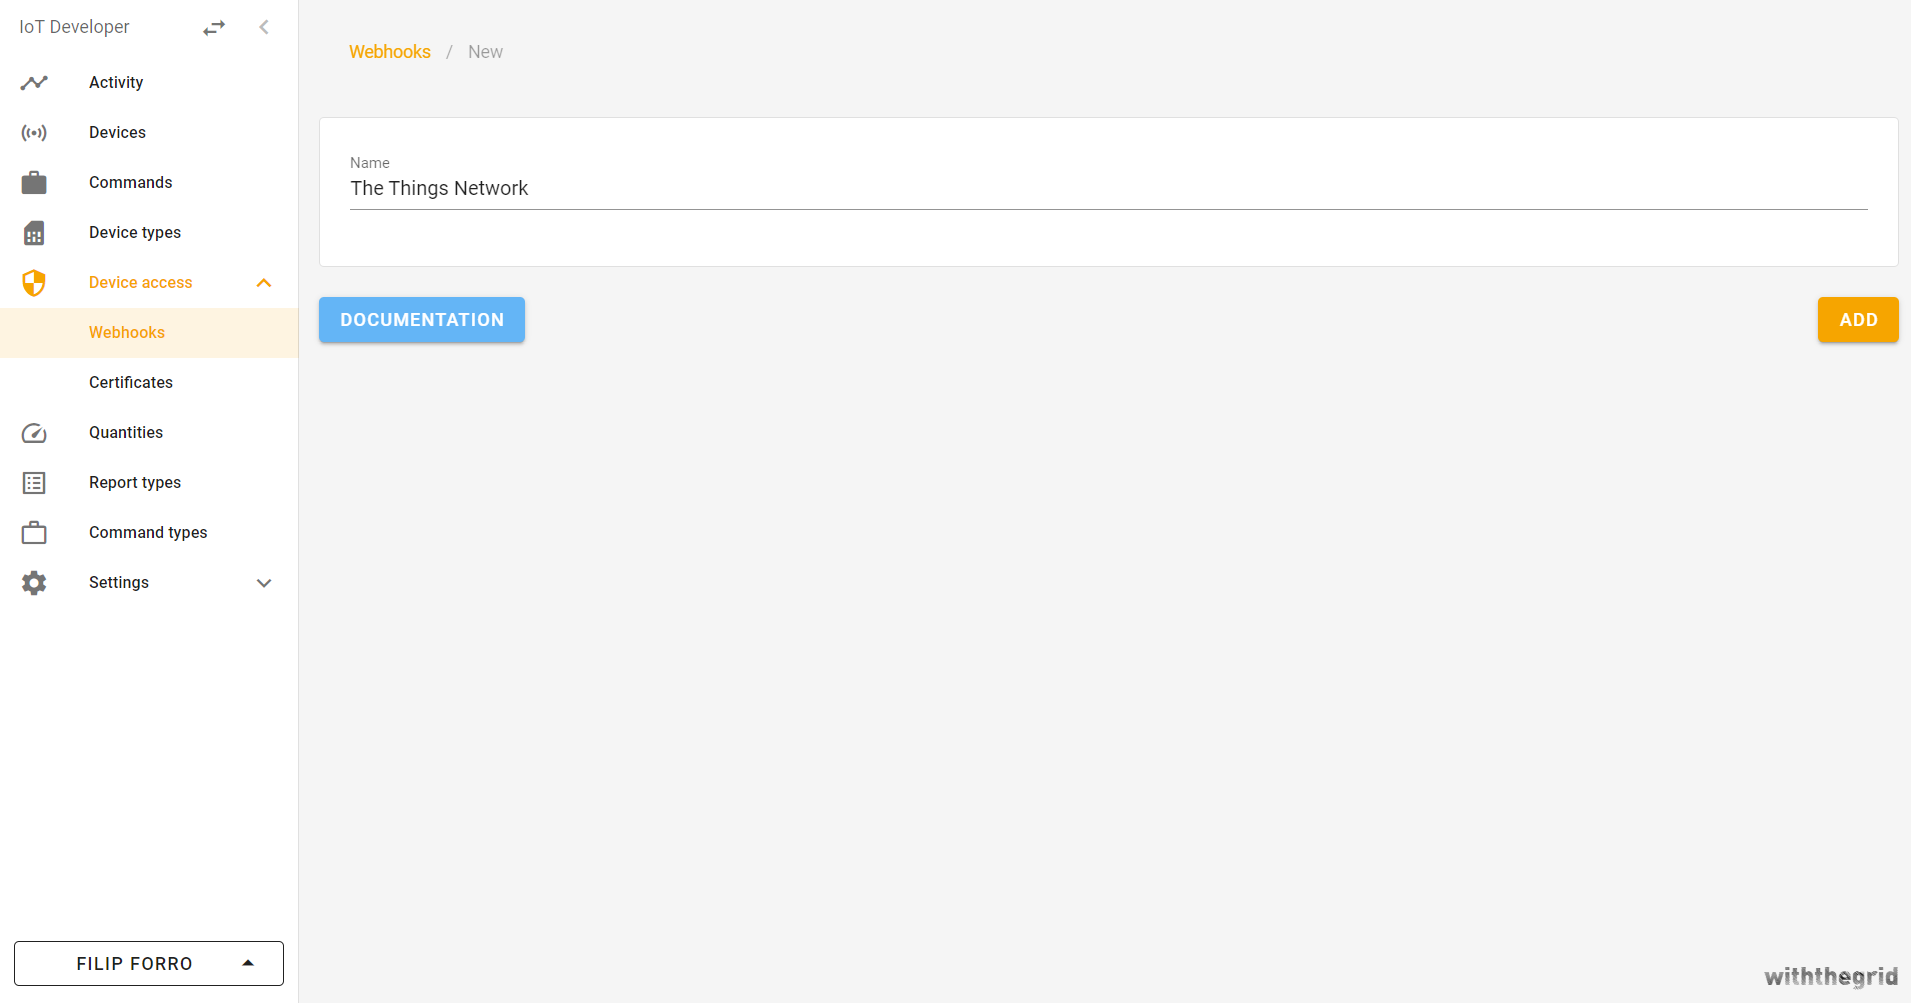 IoT Developer
Activity
Devices
Commands
Device types
Device access
Webhooks
Certificates
Quantities
Report types
Command types
Settings
FILIP FORRO
Webhooks / New
Name
The Things Network
DOCUMENTATION
ADD
withthegrid